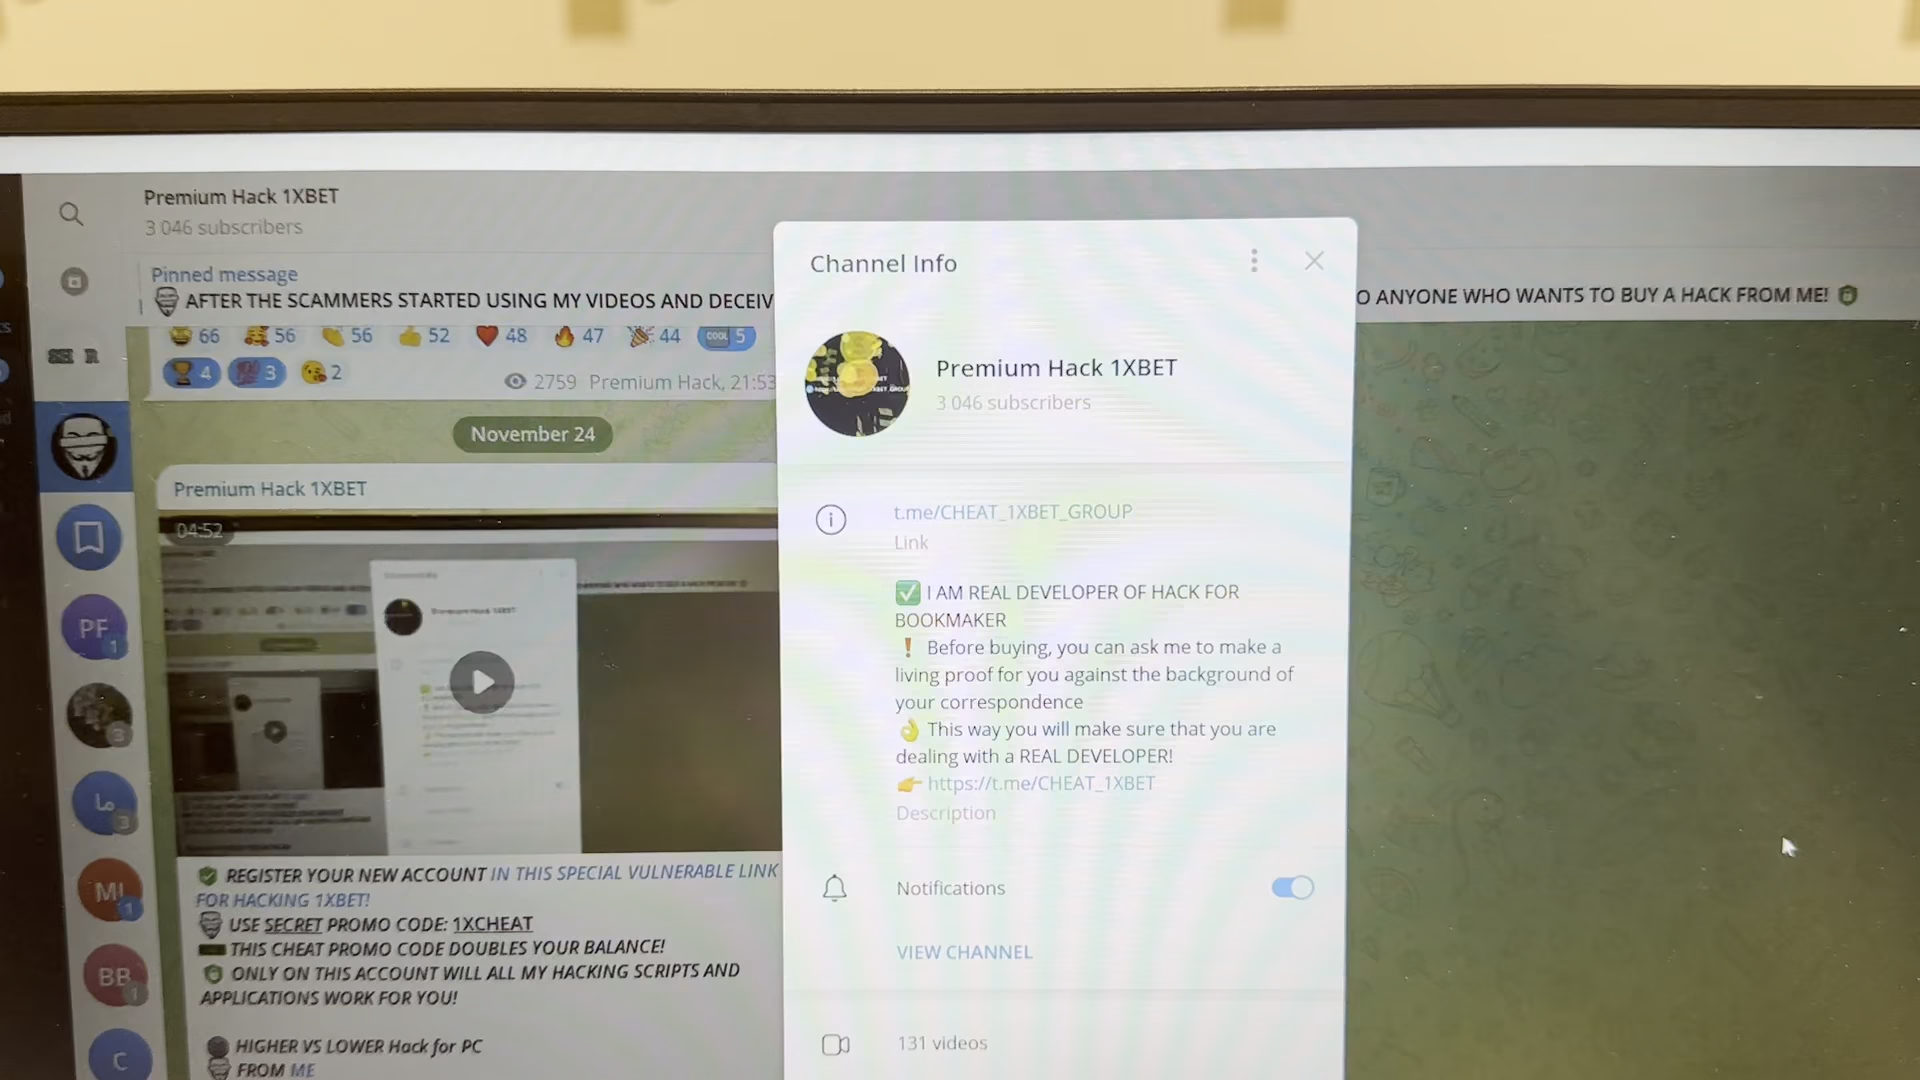 Premium Hack 1XBET
3 046 subscribers
Pinned message
AFTER THE SCAMMERS STARTED USING MY VIDEOS AND DECEIV
O ANYONE WHO WANTS TO BUY A HACK FROM ME!
66 56 56 52 48 47 44 COOL 5
4 3 2
2759 Premium Hack, 21:53
November 24
Premium Hack 1XBET
04:52
PF
1
3
3
MI
1
BB
1
C
REGISTER YOUR NEW ACCOUNT IN THIS SPECIAL VULNERABLE LINK
FOR HACKING 1XBET!
USE SECRET PROMO CODE: 1XCHEAT
THIS CHEAT PROMO CODE DOUBLES YOUR BALANCE!
ONLY ON THIS ACCOUNT WILL ALL MY HACKING SCRIPTS AND
APPLICATIONS WORK FOR YOU!
HIGHER VS LOWER Hack for PC
FROM ME
Channel Info
Premium Hack 1XBET
3 046 subscribers
t.me/CHEAT_1XBET_GROUP
Link
I AM REAL DEVELOPER OF HACK FOR
BOOKMAKER
❗ Before buying, you can ask me to make a
living proof for you against the background of
your correspondence
👌 This way you will make sure that you are
dealing with a REAL DEVELOPER!
👉 https://t.me/CHEAT_1XBET
Description
Notifications
VIEW CHANNEL
131 videos